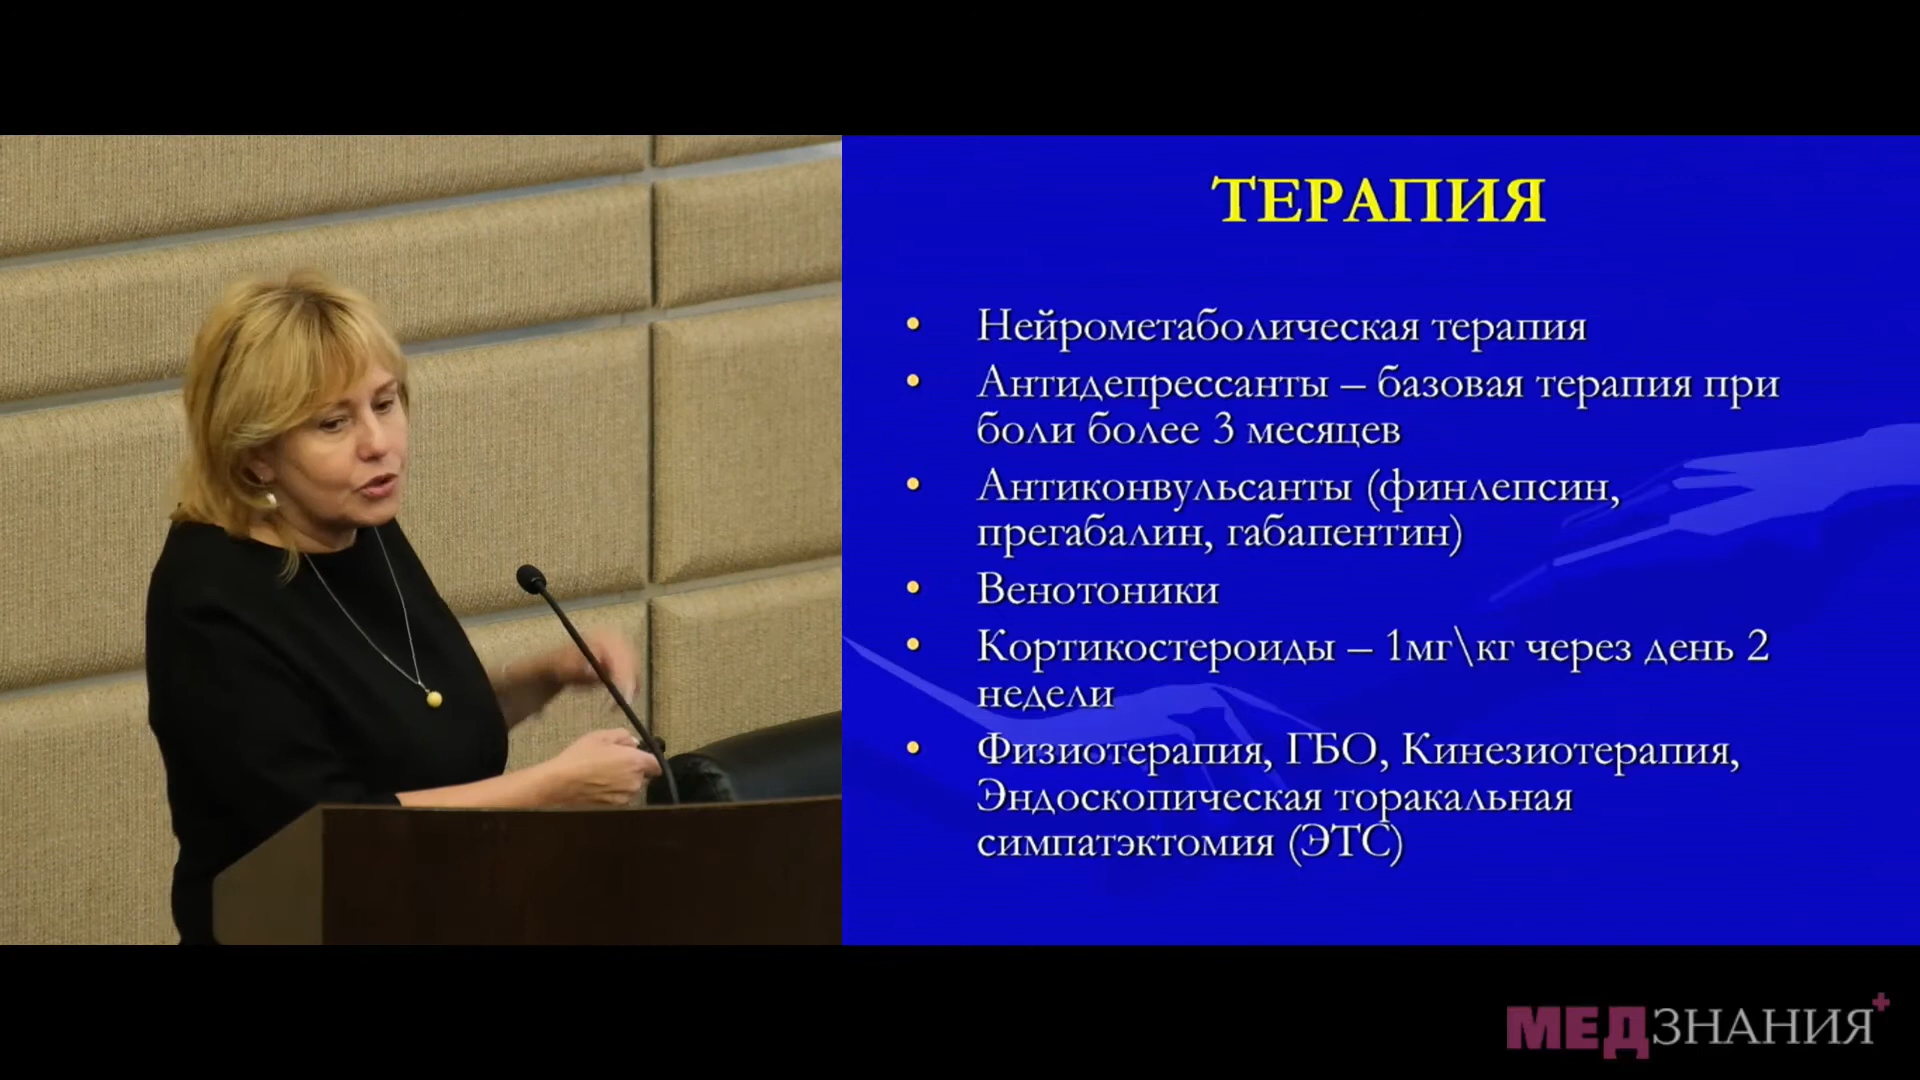 ТЕРАПИЯ
• Нейрометаболическая терапия
• Антидепрессанты – базовая терапия при
боли более 3 месяцев
• Антиконвульсанты (финлепсин,
прегабалин, габапентин)
• Венотоники
• Кортикостероиды – 1мг\кг через день 2
недели
• Физиотерапия, ГБО, Кинезиотерапия,
Эндоскопическая торакальная
симпатэктомия (ЭТС)
МЕДЗНАНИЯ+